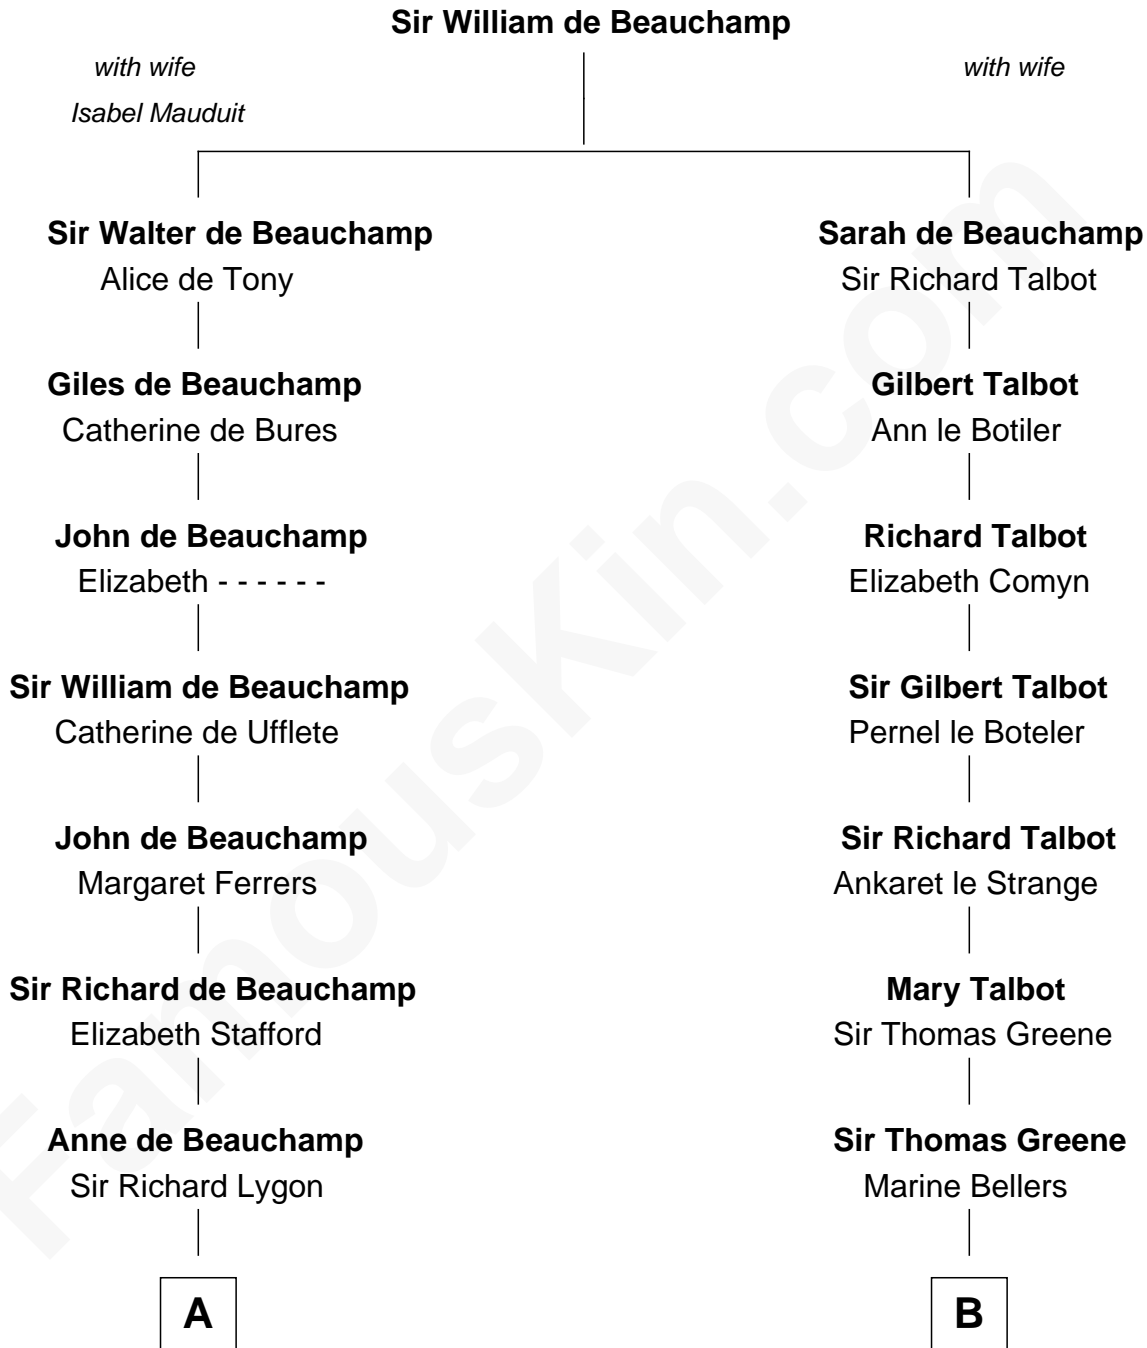 Sir William de Beauchamp
with wife
with wife
Isabel Mauduit
Sir Walter de Beauchamp
Sarah de Beauchamp
Alice de Tony
Sir Richard Talbot
Giles de Beauchamp
Gilbert Talbot
Catherine de Bures
Ann le Botiler
John de Beauchamp
Richard Talbot
Elizabeth - - - - - -
Elizabeth Comyn
Sir William de Beauchamp
Sir Gilbert Talbot
Catherine de Ufflete
Pernel le Boteler
John de Beauchamp
Sir Richard Talbot
Margaret Ferrers
Ankaret le Strange
Sir Richard de Beauchamp
Mary Talbot
Elizabeth Stafford
Sir Thomas Greene
Anne de Beauchamp
Sir Thomas Greene
Sir Richard Lygon
Marine Bellers
A
B
FamousKin.com